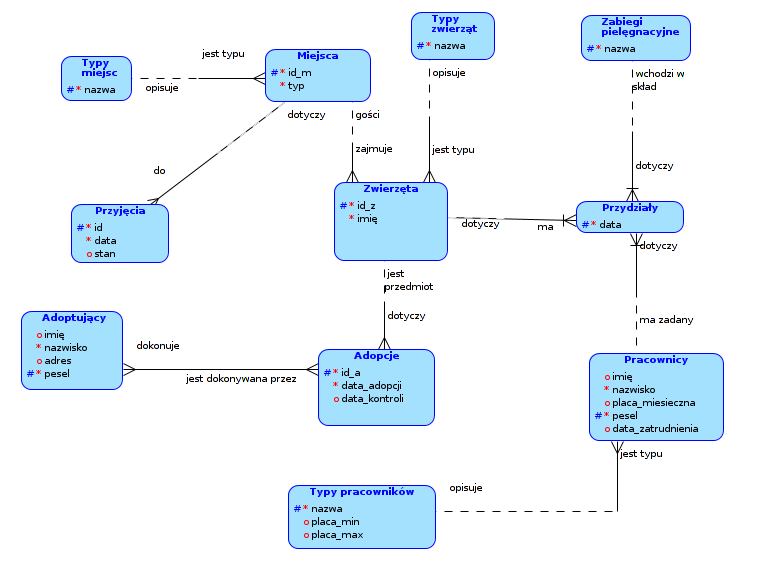 Typy
zwierząt
# * nazwa
Zabiegi
pielęgnacyjne
# * nazwa
Typy
miejsc
# * nazwa
jest typu
opisuje
Miejsca
# * id_m
* typ
opisuje
wchodzi w
skład
dotyczy
gości
zajmuje
jest typu
dotyczy
do
Zwierzęta
# * id_z
* imię
Przyjęcia
# * id
* data
o stan
dotyczy
ma
Przydziały
# * data
dotyczy
jest
przedmiot
dotyczy
ma zadany
Adoptujący
o imię
* nazwisko
o adres
# * pesel
dokonuje
jest dokonywana przez
Adopcje
# * id_a
* data_adopcji
o data_kontroli
Pracownicy
o imię
* nazwisko
o placa_miesieczna
# * pesel
o data_zatrudnienia
jest typu
opisuje
Typy pracowników
# * nazwa
o placa_min
o placa_max